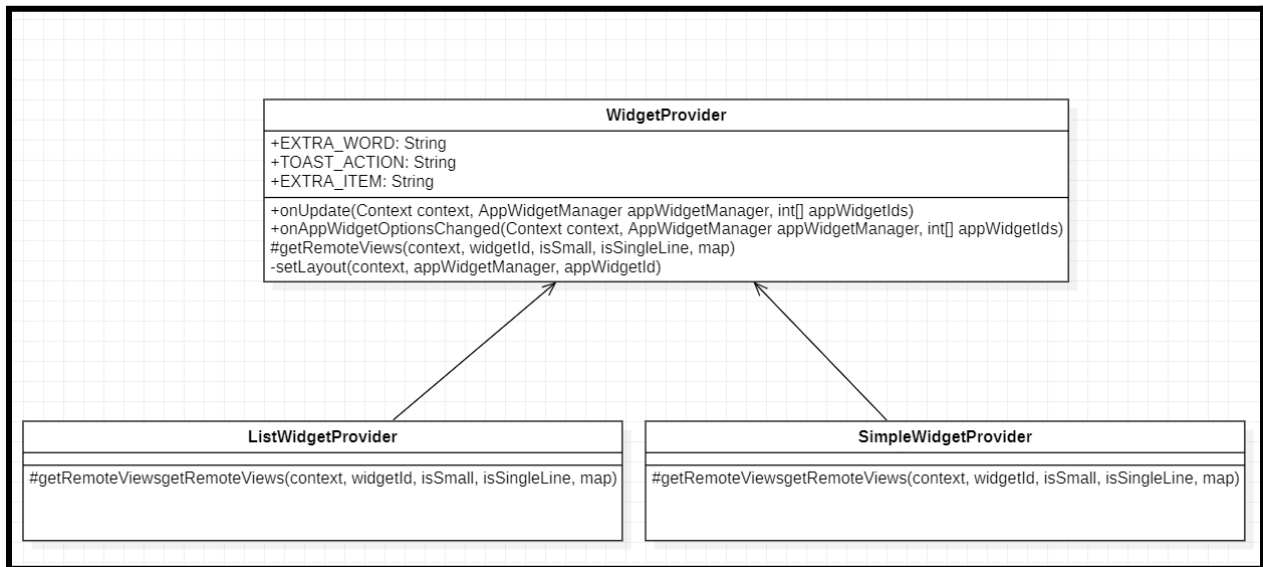 WidgetProvider
+EXTRA_WORD: String
+TOAST_ACTION: String
+EXTRA_ITEM: String
+onUpdate(Context context, AppWidgetManager appWidgetManager, int[] appWidgetIds)
+onAppWidgetOptionsChanged(Context context, AppWidgetManager appWidgetManager, int[] appWidgetIds)
#getRemoteViews(context, widgetId, isSmall, isSingleLine, map)
-setLayout(context, appWidgetManager, appWidgetId)
ListWidgetProvider
#getRemoteViewsgetRemoteViews(context, widgetId, isSmall, isSingleLine, map)
SimpleWidgetProvider
#getRemoteViewsgetRemoteViews(context, widgetId, isSmall, isSingleLine, map)